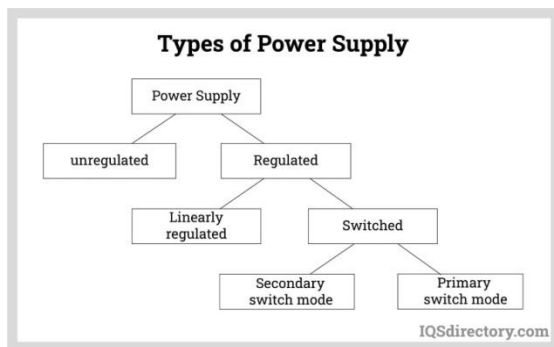 Types of Power Supply
Power Supply
unregulated
Regulated
Linearly
regulated
Switched
Secondary
switch mode
Primary
switch mode
IQSdirectory.com